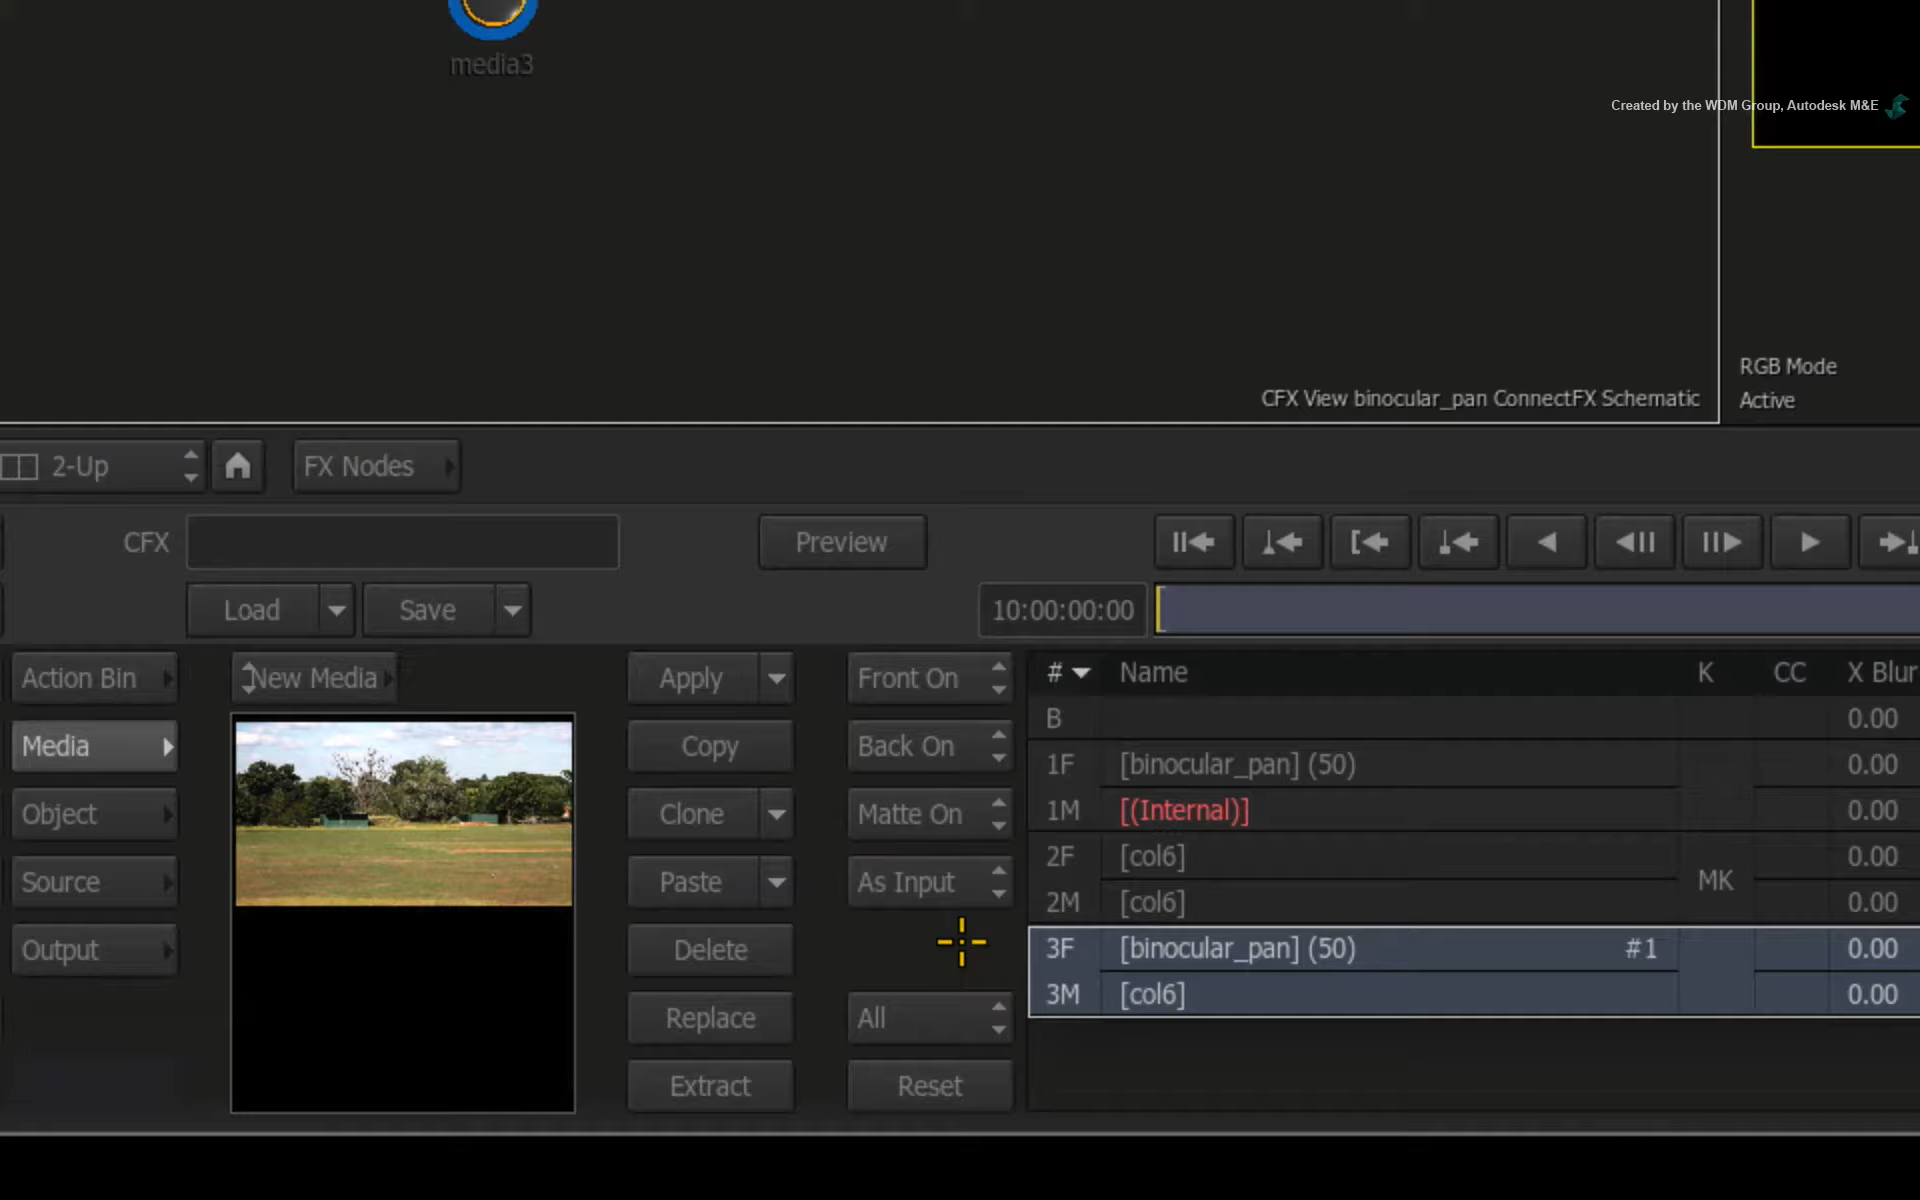 media3
Created by the WDM Group, Autodesk M&E
RGB Mode
CFX View binocular_pan ConnectFX Schematic
Active
2-Up
FX Nodes
CFX
Preview
Load
Save
10:00:00:00
Action Bin
New Media
Apply
Front On
# Name K CC X Blur
Media
Copy
Back On
B 0.00
1F [binocular_pan] (50) 0.00
Object
Clone
Matte On
1M [(Internal)] 0.00
2F [col6] 0.00
Source
Paste
As Input
MK
2M [col6] 0.00
Output
Delete
3F [binocular_pan] (50) #1 0.00
3M [col6] 0.00
Replace
All
Extract
Reset